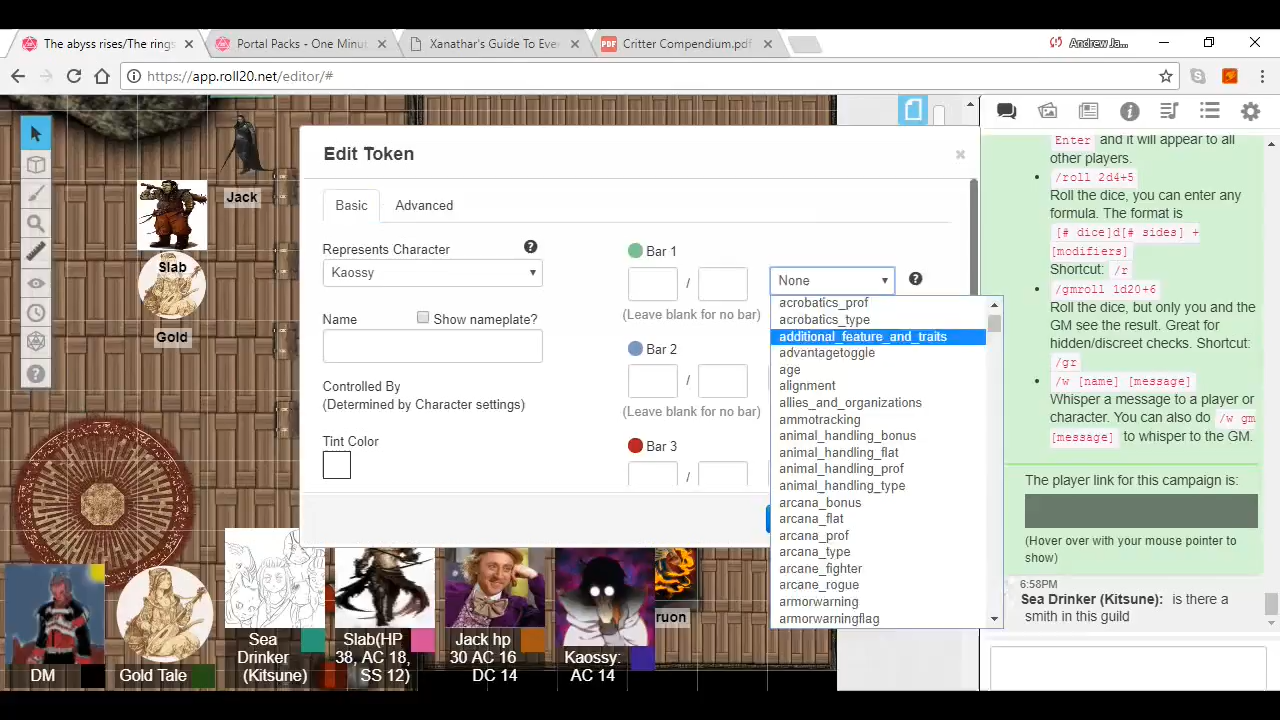 The abyss rises/The rings
Portal Packs - One Minut
Xanathar's Guide To Eve
PDF
Critter Compendium.pdf
Andrew Ja...
https://app.roll20.net/editor/#
Edit Token
Basic
Advanced
Represents Character
Kaossy
Name
Show nameplate?
Controlled By
(Determined by Character settings)
Tint Color
Bar 1
/
None
(Leave blank for no bar)
Bar 2
/
(Leave blank for no bar)
Bar 3
/
acrobatics_prof
acrobatics_type
additional_feature_and_traits
advantagetoggle
age
alignment
allies_and_organizations
ammotracking
animal_handling_bonus
animal_handling_flat
animal_handling_prof
animal_handling_type
arcana_bonus
arcana_flat
arcana_prof
arcana_type
arcane_fighter
arcane_rogue
armorwarning
armorwarningflag
Jack
Slab
Gold
DM
Gold Tale
Sea
Drinker
(Kitsune)
Slab(HP
38, AC 18,
SS 12)
Jack hp
30 AC 16
DC 14
Kaossy:
AC 14
ruon
Enter and it will appear to all
other players.
/roll 2d4+5
Roll the dice, you can enter any
formula. The format is
[# dice]d[# sides] +
[modifiers]
Shortcut: /r
/gmroll 1d20+6
Roll the dice, but only you and the
GM see the result. Great for
hidden/discreet checks. Shortcut:
/gr
/w [name] [message]
Whisper a message to a player or
character. You can also do /w gm
[message] to whisper to the GM.
The player link for this campaign is:
(Hover over with your mouse pointer to
show)
6:58PM
Sea Drinker (Kitsune): is there a
smith in this guild